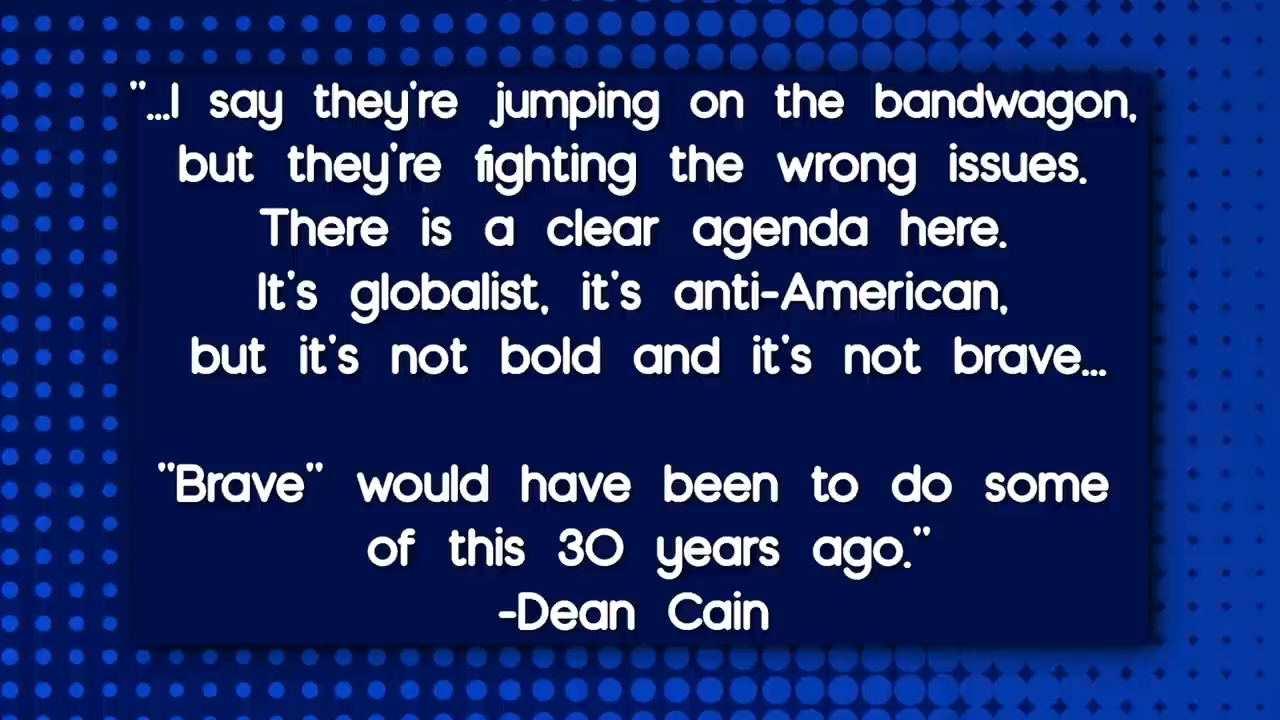 "...I say they're jumping on the bandwagon,
but they're fighting the wrong issues.
There is a clear agenda here.
It's globalist, it's anti-American,
but it's not bold and it's not brave...
"Brave" would have been to do some
of this 30 years ago."
-Dean Cain